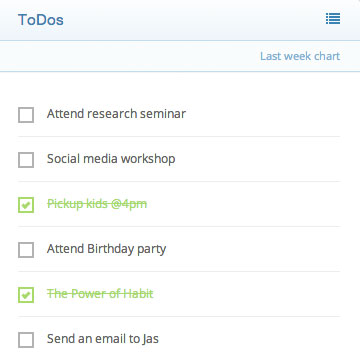 ToDos
Last week chart
Attend research seminar
Social media workshop
Pickup kids @4pm
Attend Birthday party
The Power of Habit
Send an email to Jas